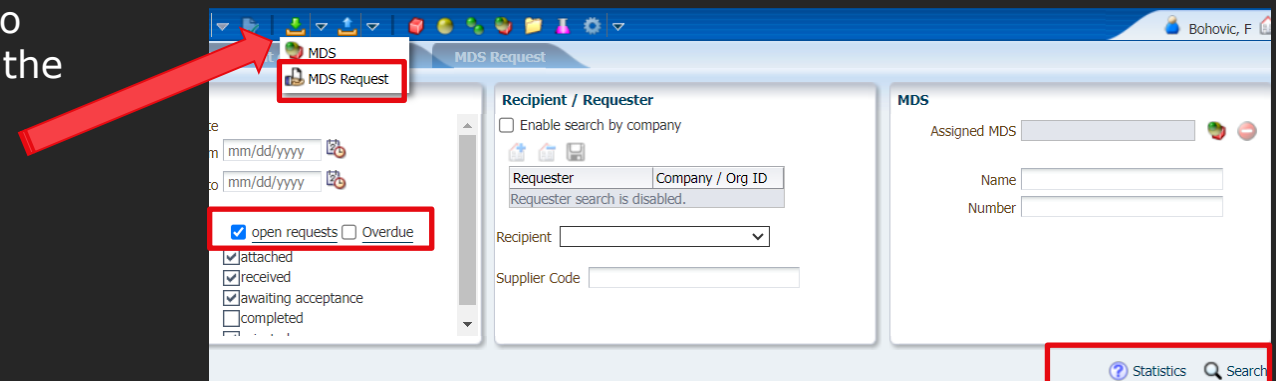 o
the
Bohovic, F
MDS
MDS Request
MDS Request
Recipient / Requester
Enable search by company
Requester
Company / Org ID
Requester search is disabled.
Recipient
Supplier Code
MDS
Assigned MDS
Name
Number
mm/dd/yyyy
to mm/dd/yyyy
open requests
Overdue
attached
received
awaiting acceptance
completed
Statistics
Search